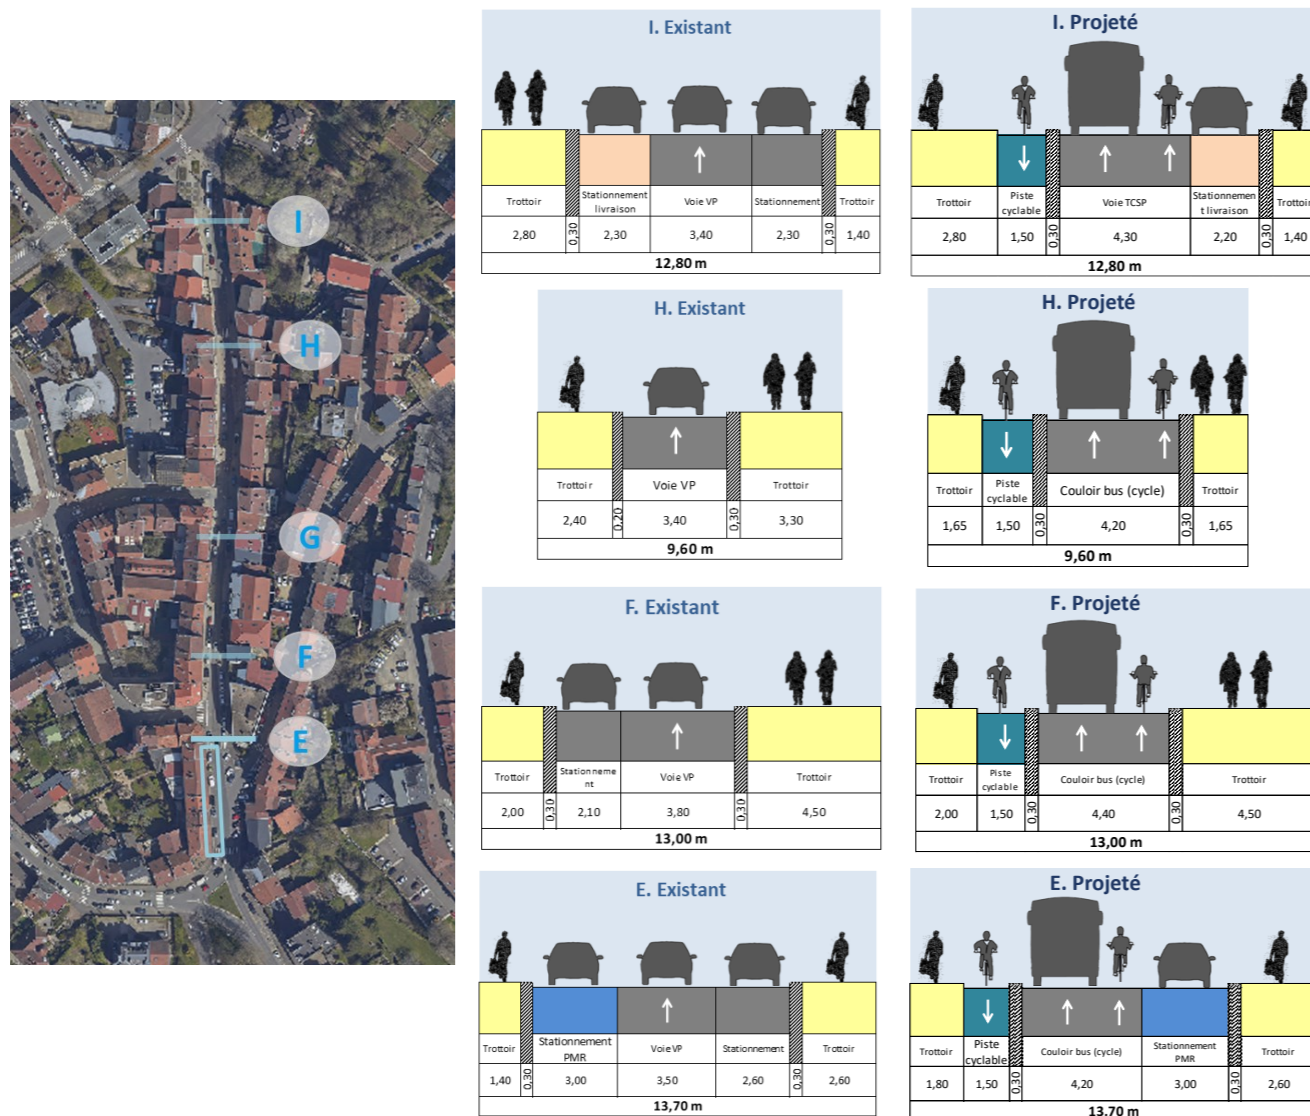 I
H
G
F
E
I. Existant
Trottoir
Stationnement
livraison
Voie VP
Stationnement
Trottoir
2,80
0,30
2,30
3,40
2,30
0,30
1,40
12,80 m
I. Projeté
Trottoir
Piste
cyclable
Voie TCSP
Stationnemen
t livraison
Trottoir
2,80
1,50
0,30
4,30
2,20
0,30
1,40
12,80 m
H. Existant
Trottoir
Voie VP
Trottoir
2,40
0,20
3,40
0,30
3,30
9,60 m
H. Projeté
Trottoir
Piste
cyclable
Couloir bus (cycle)
Trottoir
1,65
1,50
0,30
4,20
0,30
1,65
9,60 m
F. Existant
Trottoir
Stationneme
nt
Voie VP
Trottoir
2,00
0,30
2,10
3,80
0,30
4,50
13,00 m
F. Projeté
Trottoir
Piste
cyclable
Couloir bus (cycle)
Trottoir
2,00
1,50
0,30
4,40
0,30
4,50
13,00 m
E. Existant
Trottoir
Stationnement
PMR
Voie VP
Stationnement
Trottoir
1,40
0,30
3,00
3,50
2,60
0,30
2,60
13,70 m
E. Projeté
Trottoir
Piste
cyclable
Couloir bus (cycle)
Stationnement
PMR
Trottoir
1,80
1,50
0,30
4,20
3,00
0,30
2,60
13,70 m